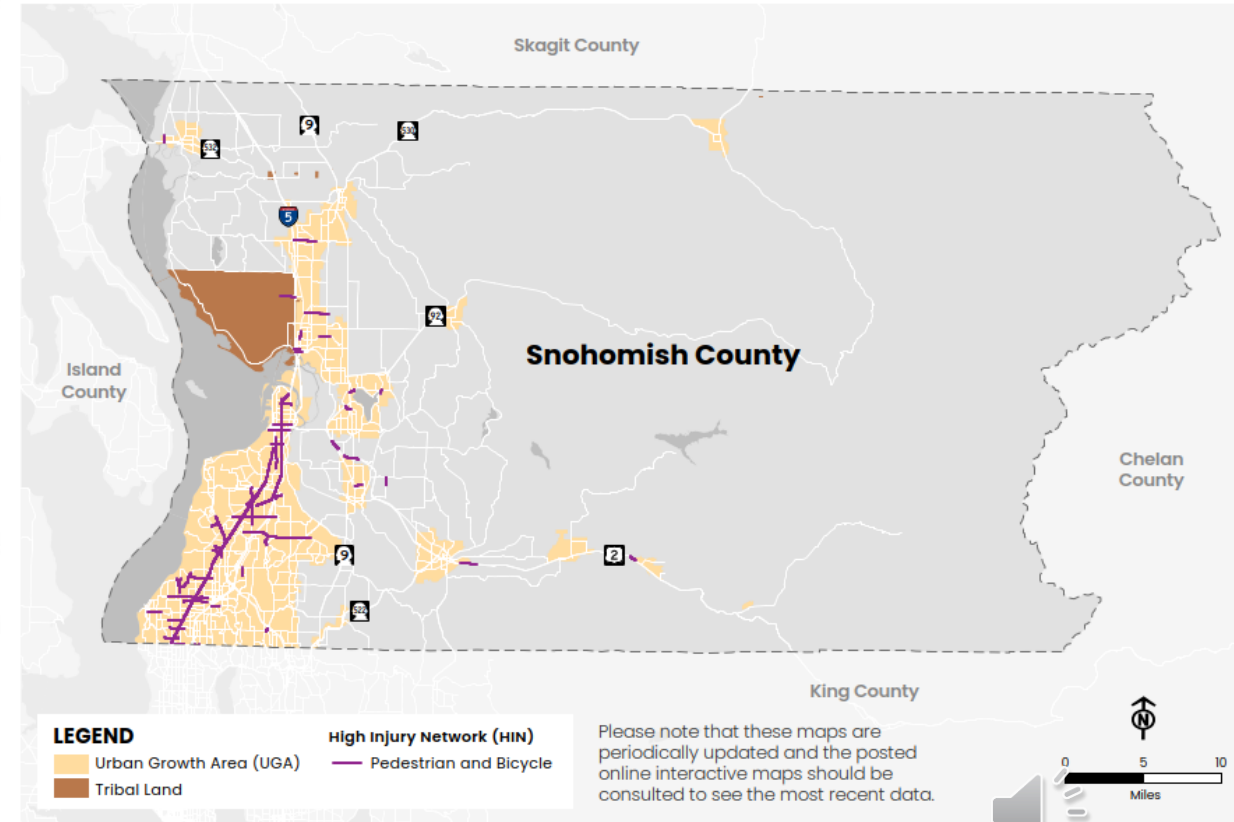 Skagit County
9
530
532
5
92
Snohomish County
Island
County
Chelan
County
9
2
522
King County
LEGEND
Urban Growth Area (UGA)
Tribal Land
High Injury Network (HIN)
Pedestrian and Bicycle
Please note that these maps are
periodically updated and the posted
online interactive maps should be
consulted to see the most recent data.
N
0 5 10
Miles